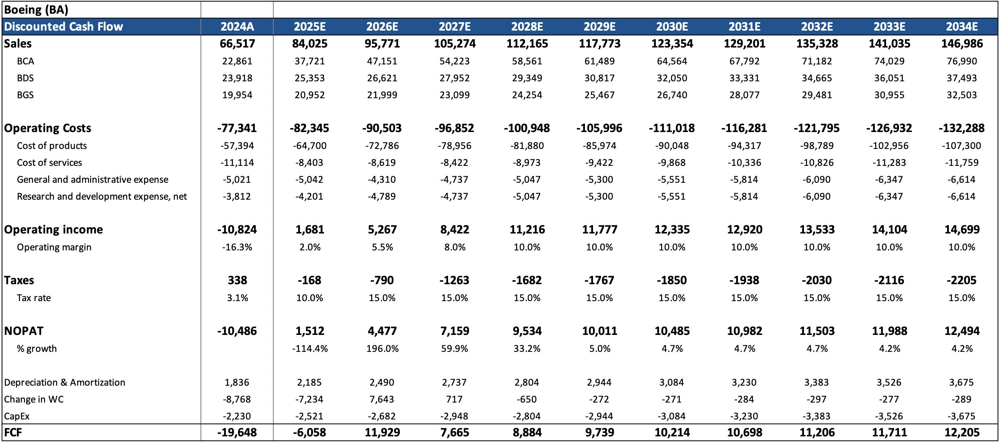 Boeing (BA)
Discounted Cash Flow 2024A 2025E 2026E 2027E 2028E 2029E 2030E 2031E 2032E 2033E 2034E
Sales 66,517 84,025 95,771 105,274 112,165 117,773 123,354 129,201 135,328 141,035 146,986
BCA 22,861 37,721 47,151 54,223 58,561 61,489 64,564 67,792 71,182 74,029 76,990
BDS 23,918 25,353 26,621 27,952 29,349 30,817 32,050 33,331 34,665 36,051 37,493
BGS 19,954 20,952 21,999 23,099 24,254 25,467 26,740 28,077 29,481 30,955 32,503
Operating Costs -77,341 -82,345 -90,503 -96,852 -100,948 -105,996 -111,018 -116,281 -121,795 -126,932 -132,288
Cost of products -57,394 -64,700 -72,786 -78,956 -81,880 -85,974 -90,048 -94,317 -98,789 -102,956 -107,300
Cost of services -11,114 -8,403 -8,619 -8,422 -8,973 -9,422 -9,868 -10,336 -10,826 -11,283 -11,759
General and administrative expense -5,021 -5,042 -4,310 -4,737 -5,047 -5,300 -5,551 -5,814 -6,090 -6,347 -6,614
Research and development expense, net -3,812 -4,201 -4,789 -4,737 -5,047 -5,300 -5,551 -5,814 -6,090 -6,347 -6,614
Operating income -10,824 1,681 5,267 8,422 11,216 11,777 12,335 12,920 13,533 14,104 14,699
Operating margin -16.3% 2.0% 5.5% 8.0% 10.0% 10.0% 10.0% 10.0% 10.0% 10.0% 10.0%
Taxes 338 -168 -790 -1263 -1682 -1767 -1850 -1938 -2030 -2116 -2205
Tax rate 3.1% 10.0% 15.0% 15.0% 15.0% 15.0% 15.0% 15.0% 15.0% 15.0% 15.0%
NOPAT -10,486 1,512 4,477 7,159 9,534 10,011 10,485 10,982 11,503 11,988 12,494
% growth -114.4% 196.0% 59.9% 33.2% 5.0% 4.7% 4.7% 4.7% 4.2% 4.2%
Depreciation & Amortization 1,836 2,185 2,490 2,737 2,804 2,944 3,084 3,230 3,383 3,526 3,675
Change in WC -8,768 -7,234 7,643 717 -650 -272 -271 -284 -297 -277 -289
CapEx -2,230 -2,521 -2,682 -2,948 -2,804 -2,944 -3,084 -3,230 -3,383 -3,526 -3,675
FCF -19,648 -6,058 11,929 7,665 8,884 9,739 10,214 10,698 11,206 11,711 12,205